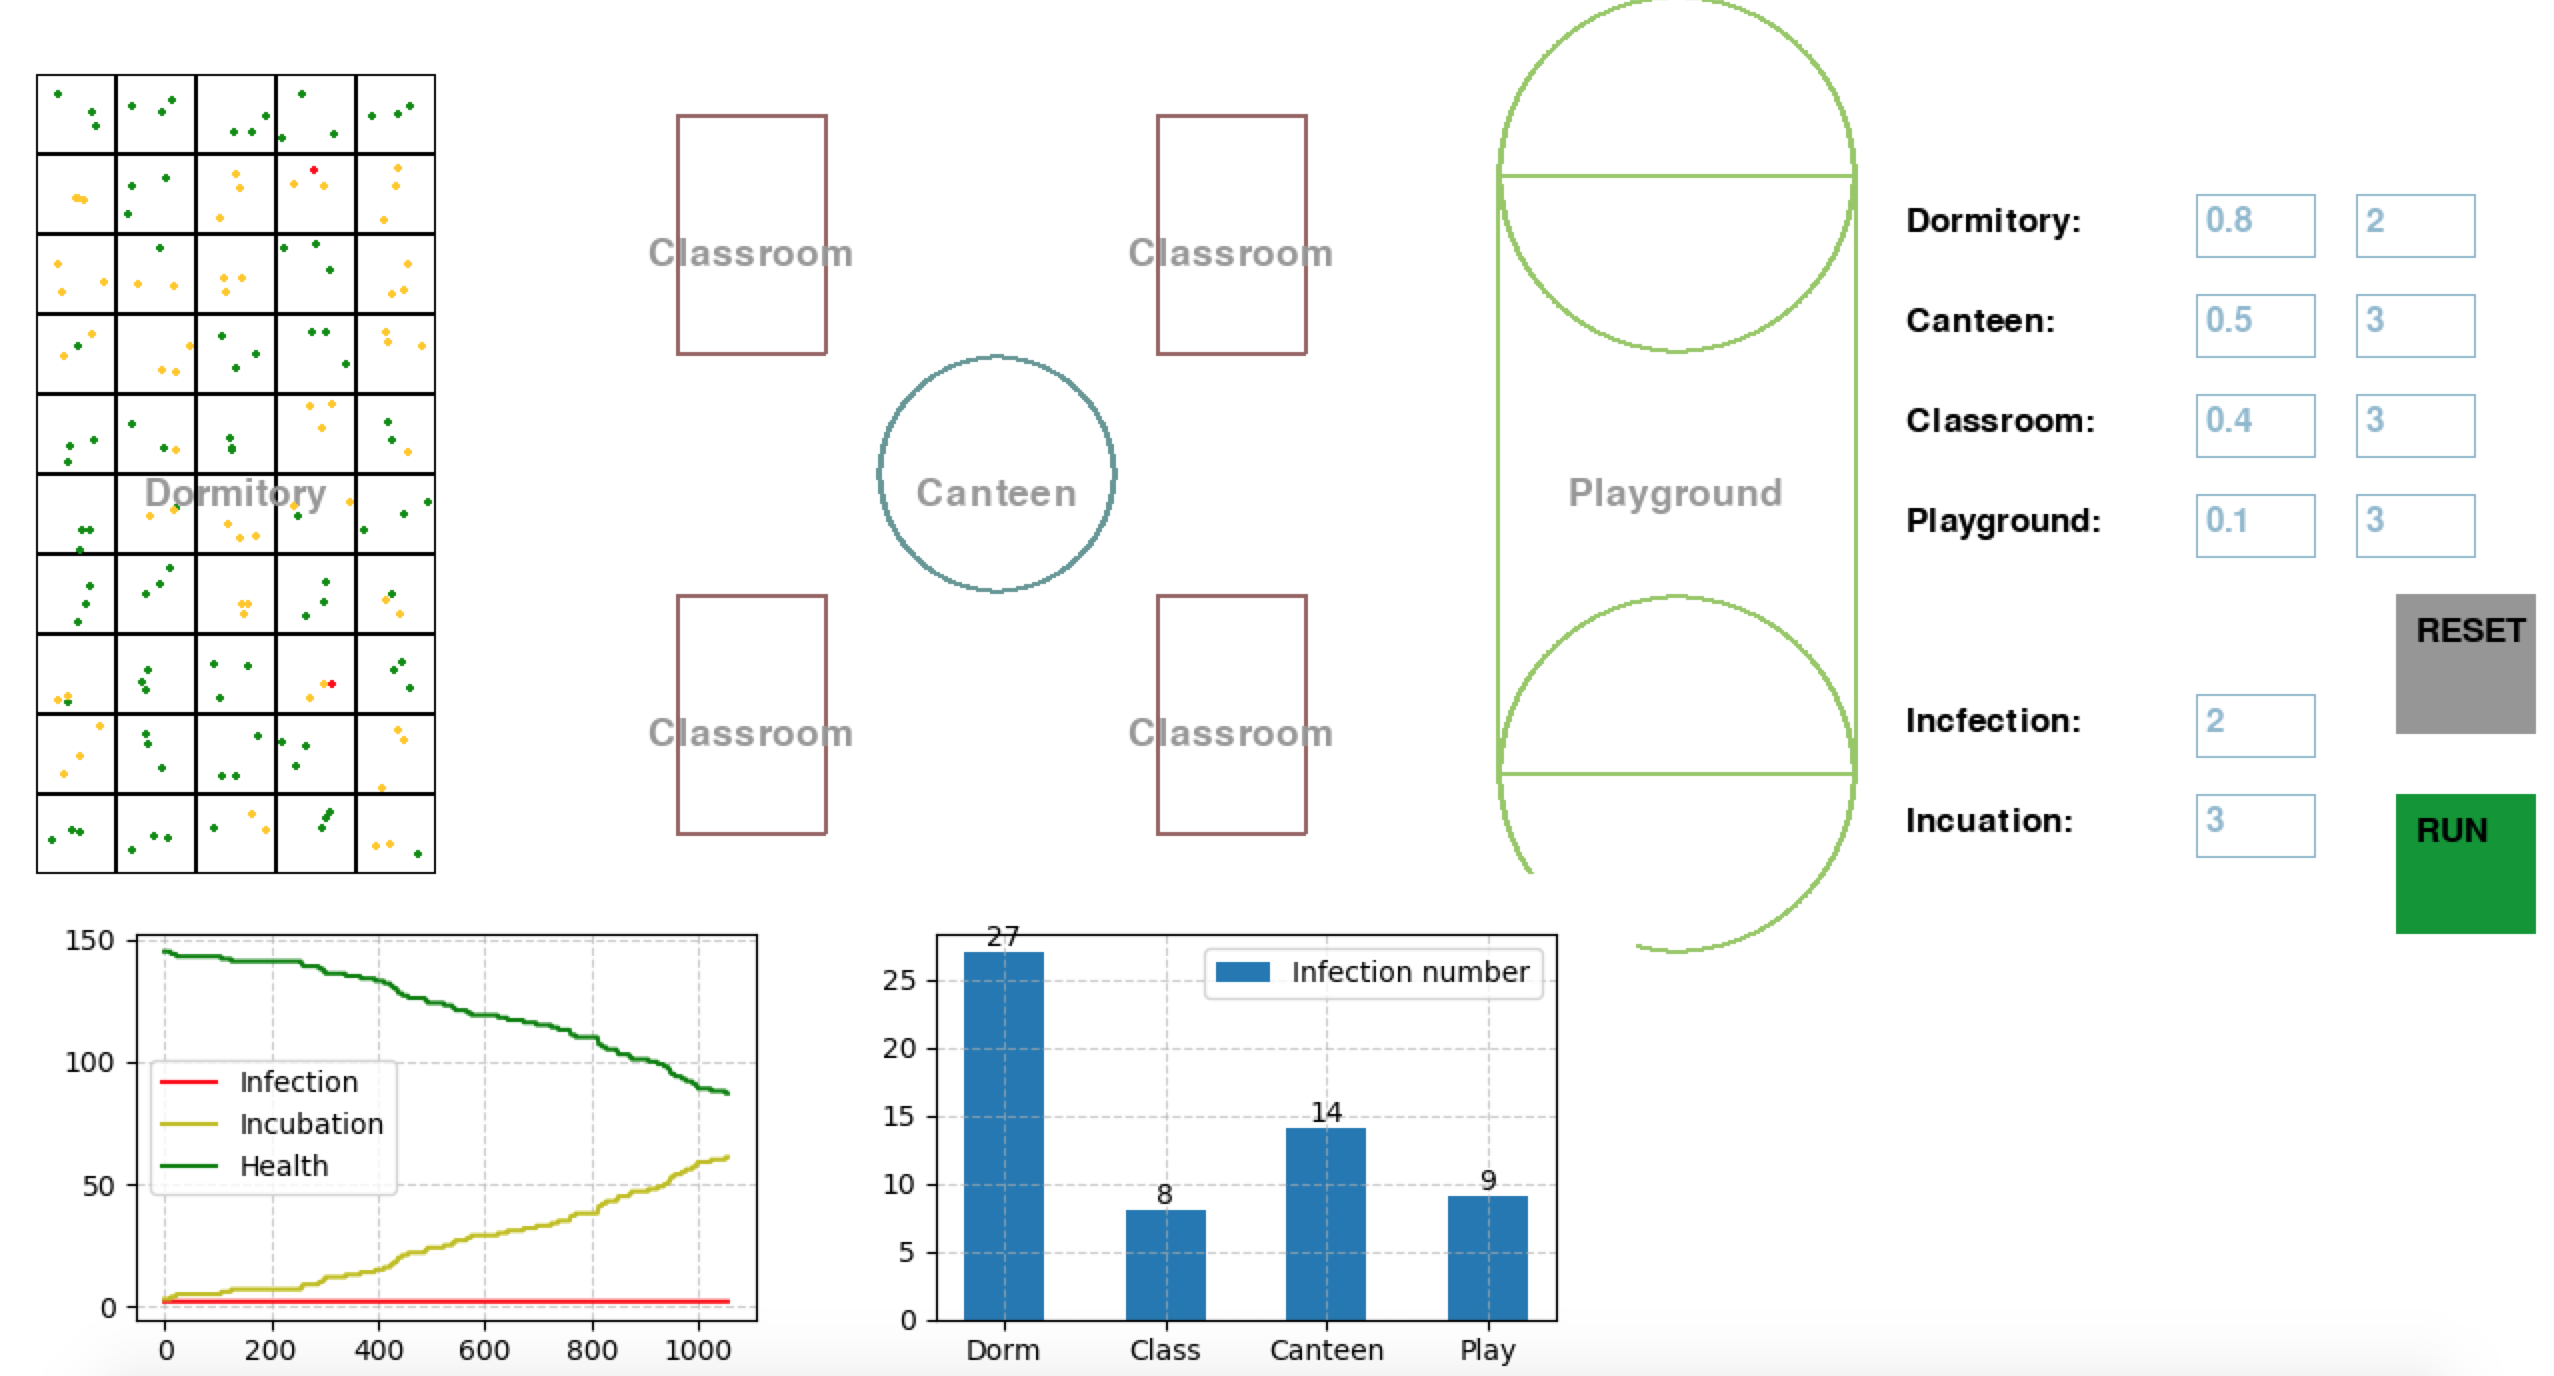 Classroom
Classroom
Dormitory
Canteen
Playground
Classroom
Classroom
Dormitory: 0.8 2
Canteen: 0.5 3
Classroom: 0.4 3
Playground: 0.1 3
RESET
Incfection: 2
Incuation: 3
RUN
150
100
50
0
Infection
Incubation
Health
0 200 400 600 800 1000
25
20
15
10
5
0
Infection number
27
8
14
9
Dorm Class Canteen Play